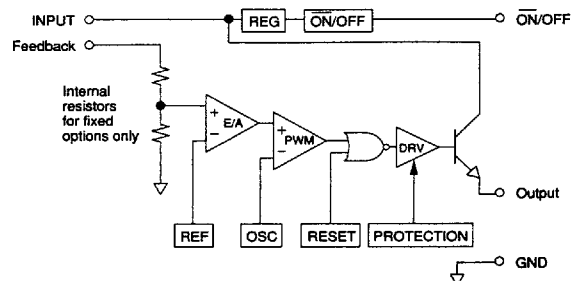 INPUT
REG
ON/OFF
ON/OFF
Feedback
Internal
resistors
for fixed
options only
+
E/A
−
+
PWM
−
DRV
Output
REF
OSC
RESET
PROTECTION
GND